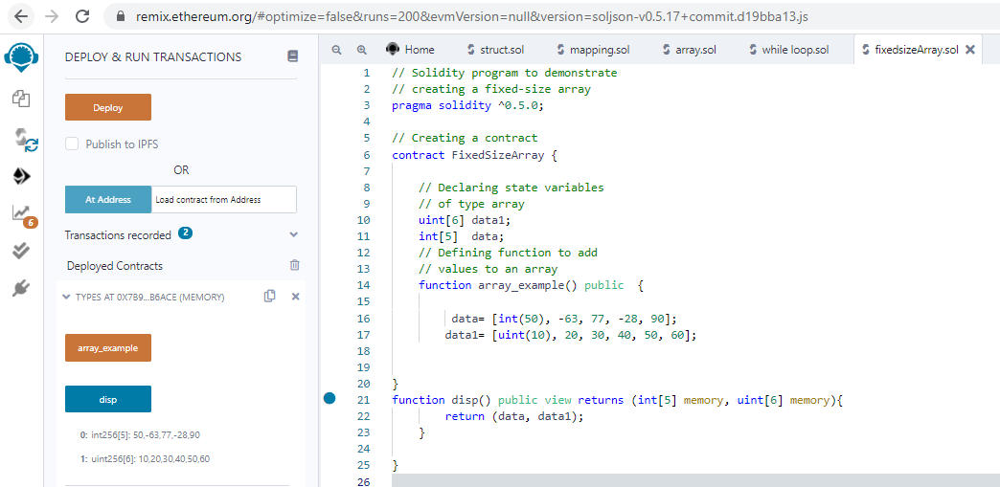 remix.ethereum.org/#optimize=false&runs=200&evmVersion=null&version=soljson-v0.5.17+commit.d19bba13.js
DEPLOY & RUN TRANSACTIONS
Deploy
Publish to IPFS
OR
At Address
Load contract from Address
Transactions recorded 2
6
Deployed Contracts
TYPES AT 0X7B9...B6ACE (MEMORY)
array_example
disp
0: int256[5]: 50,-63,77,-28,90
1: uint256[6]: 10,20,30,40,50,60
Home struct.sol mapping.sol array.sol while loop.sol fixedsizeArray.sol
1 // Solidity program to demonstrate
2 // creating a fixed-size array
3 pragma solidity ^0.5.0;
4
5 // Creating a contract
6 contract FixedSizeArray {
7
8 // Declaring state variables
9 // of type array
10 uint[6] data1;
11 int[5]  data;
12 // Defining function to add
13 // values to an array
14 function array_example() public  {
15
16 data= [int(50), -63, 77, -28, 90];
17 data1= [uint(10), 20, 30, 40, 50, 60];
18
19
20 }
21 function disp() public view returns (int[5] memory, uint[6] memory){
22 return (data, data1);
23 }
24
25 }
26